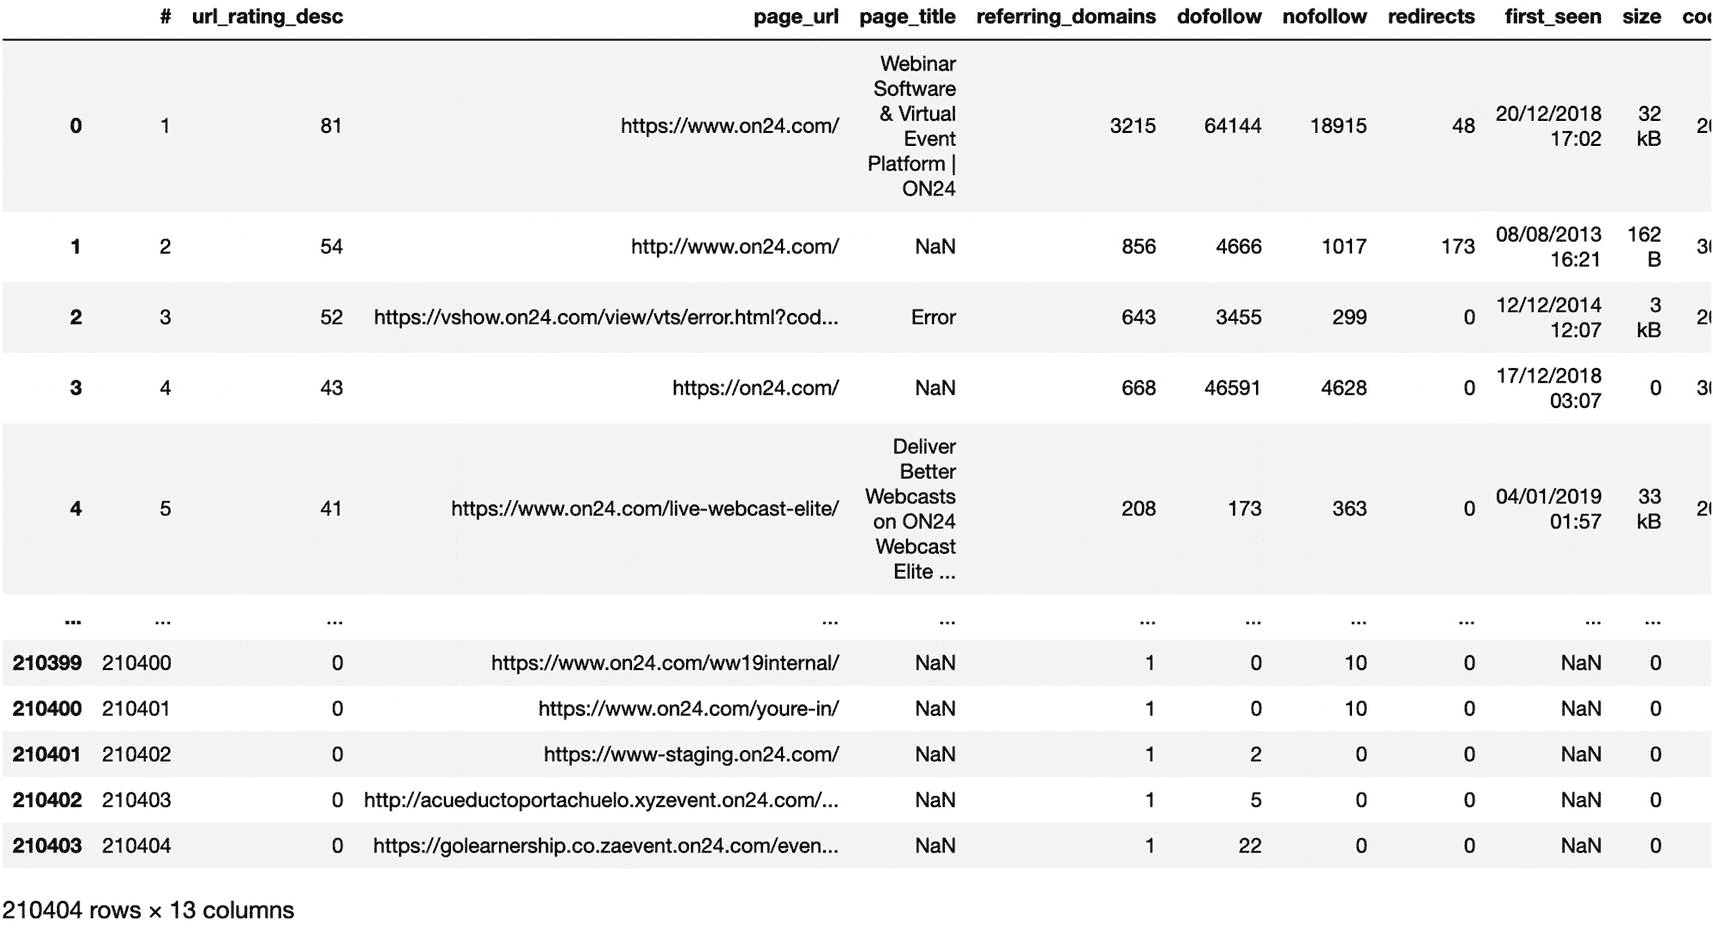 # url_rating_desc page_url page_title referring_domains dofollow nofollow redirects first_seen size
Webinar
Software
& Virtual
Event
Platform |
ON24
0 1 81 https://www.on24.com/ 3215 64144 18915 48 20/12/2018 17:02 32 kB
1 2 54 http://www.on24.com/ NaN 856 4666 1017 173 08/08/2013 16:21 162 B
2 3 52 https://vshow.on24.com/view/vts/error.html?cod... Error 643 3455 299 0 12/12/2014 12:07 3 kB
3 4 43 https://on24.com/ NaN 668 46591 4628 0 17/12/2018 03:07 0
Deliver
Better
Webcasts
on ON24
Webcast
Elite ...
4 5 41 https://www.on24.com/live-webcast-elite/ 208 173 363 0 04/01/2019 01:57 33 kB
... ... ... ... ... ... ... ... ... ... ...
210399 210400 0 https://www.on24.com/ww19internal/ NaN 1 0 10 0 NaN 0
210400 210401 0 https://www.on24.com/youre-in/ NaN 1 0 10 0 NaN 0
210401 210402 0 https://www-staging.on24.com/ NaN 1 2 0 0 NaN 0
210402 210403 0 http://acueductoportachuelo.xyzevent.on24.com/... NaN 1 5 0 0 NaN 0
210403 210404 0 https://golearnership.co.zaevent.on24.com/even... NaN 1 22 0 0 NaN 0
210404 rows × 13 columns